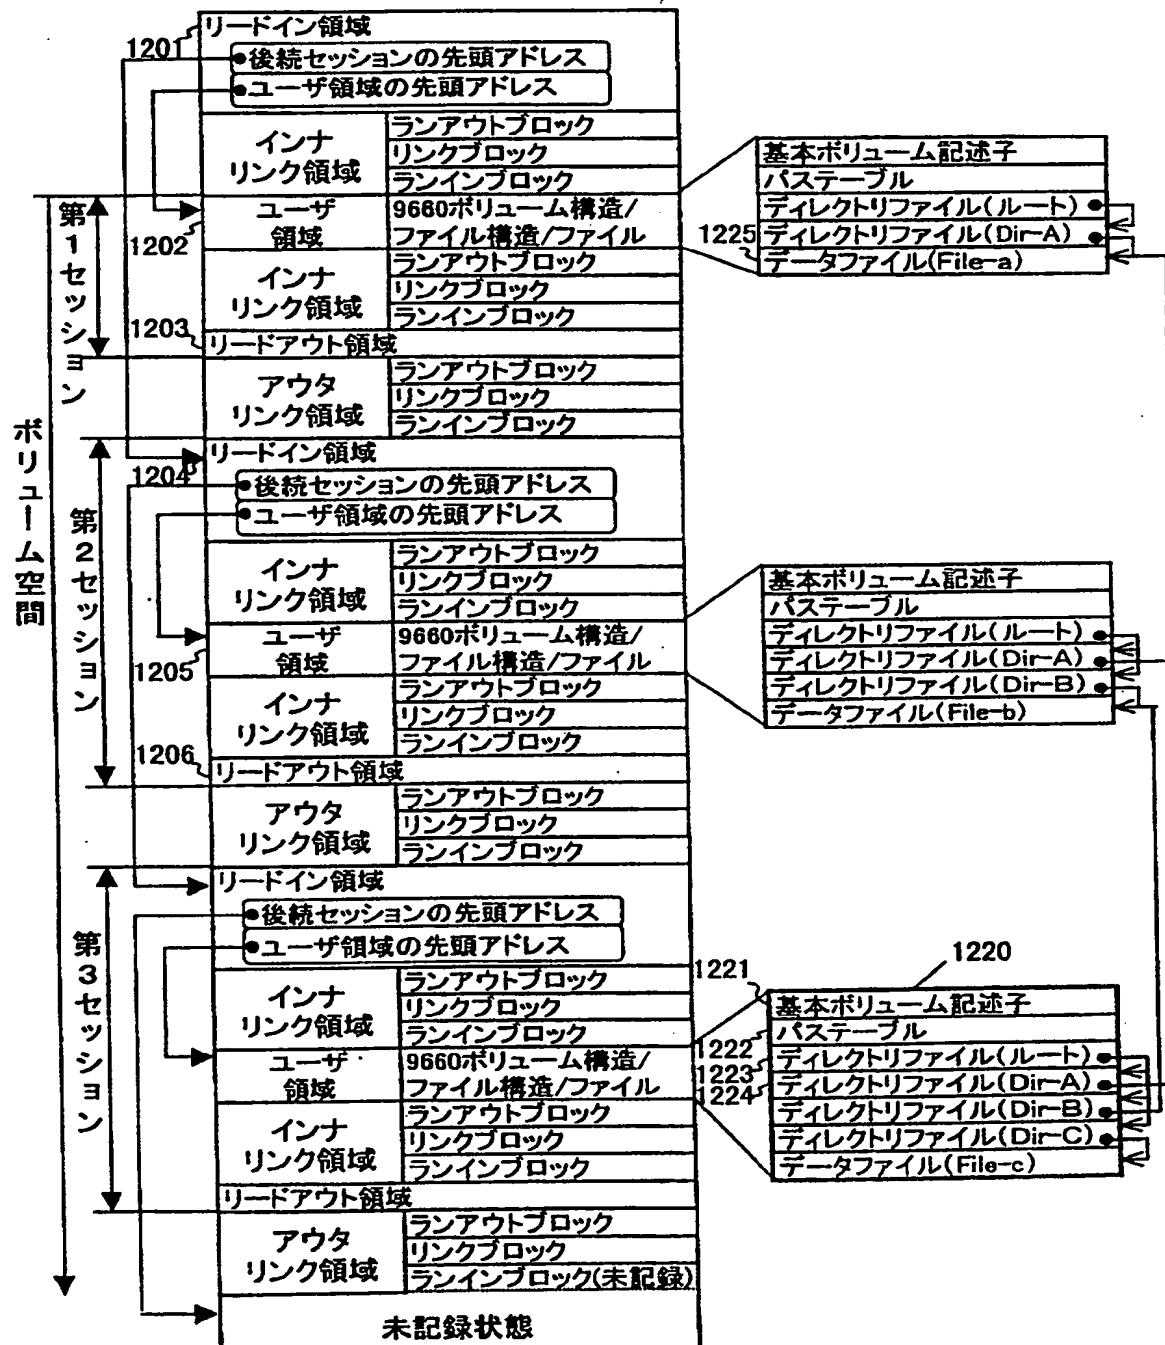 ボリューム空間
第1セッション
第2セッション
第3セッション
1201
リードイン領域
後続セッションの先頭アドレス
ユーザ領域の先頭アドレス
インナ
リンク領域
ランアウトブロック
リンクブロック
ランインブロック
1202
ユーザ
領域
9660ボリューム構造/
ファイル構造/ファイル
インナ
リンク領域
ランアウトブロック
リンクブロック
ランインブロック
1203
リードアウト領域
アウタ
リンク領域
ランアウトブロック
リンクブロック
ランインブロック
1204
リードイン領域
後続セッションの先頭アドレス
ユーザ領域の先頭アドレス
インナ
リンク領域
ランアウトブロック
リンクブロック
ランインブロック
1205
ユーザ
領域
9660ボリューム構造/
ファイル構造/ファイル
インナ
リンク領域
ランアウトブロック
リンクブロック
ランインブロック
1206
リードアウト領域
アウタ
リンク領域
ランアウトブロック
リンクブロック
ランインブロック
リードイン領域
後続セッションの先頭アドレス
ユーザ領域の先頭アドレス
インナ
リンク領域
ランアウトブロック
リンクブロック
ランインブロック
ユーザ
領域
9660ボリューム構造/
ファイル構造/ファイル
インナ
リンク領域
ランアウトブロック
リンクブロック
ランインブロック
リードアウト領域
アウタ
リンク領域
ランアウトブロック
リンクブロック
ランインブロック(未記録)
未記録状態
基本ボリューム記述子
パステーブル
ディレクトリファイル(ルート)
ディレクトリファイル(Dir-A)
1225
データファイル(File-a)
基本ボリューム記述子
パステーブル
ディレクトリファイル(ルート)
ディレクトリファイル(Dir-A)
ディレクトリファイル(Dir-B)
データファイル(File-b)
1220
1221
基本ボリューム記述子
1222
パステーブル
1223
ディレクトリファイル(ルート)
1224
ディレクトリファイル(Dir-A)
ディレクトリファイル(Dir-B)
ディレクトリファイル(Dir-C)
データファイル(File-c)